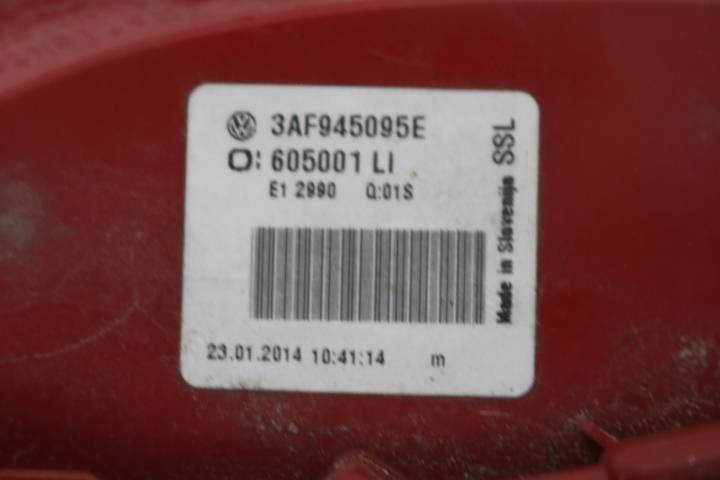 3AF945095E
O: 605001 LI
E1 2990 Q:01S
23.01.2014 10:41:14 m
Made in Slovenija SSL